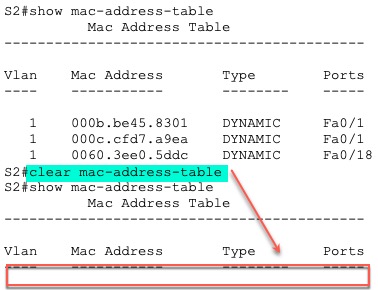 S2#show mac-address-table
Mac Address Table
-------------------------------------------
Vlan Mac Address Type Ports
---- ----------- -------- -----
1 000b.be45.8301 DYNAMIC Fa0/1
1 000c.cfd7.a9ea DYNAMIC Fa0/1
1 0060.3ee0.5ddc DYNAMIC Fa0/18
S2#clear mac-address-table
S2#show mac-address-table
Mac Address Table
-------------------------------------------
Vlan Mac Address Type Ports
---- ----------- -------- -----